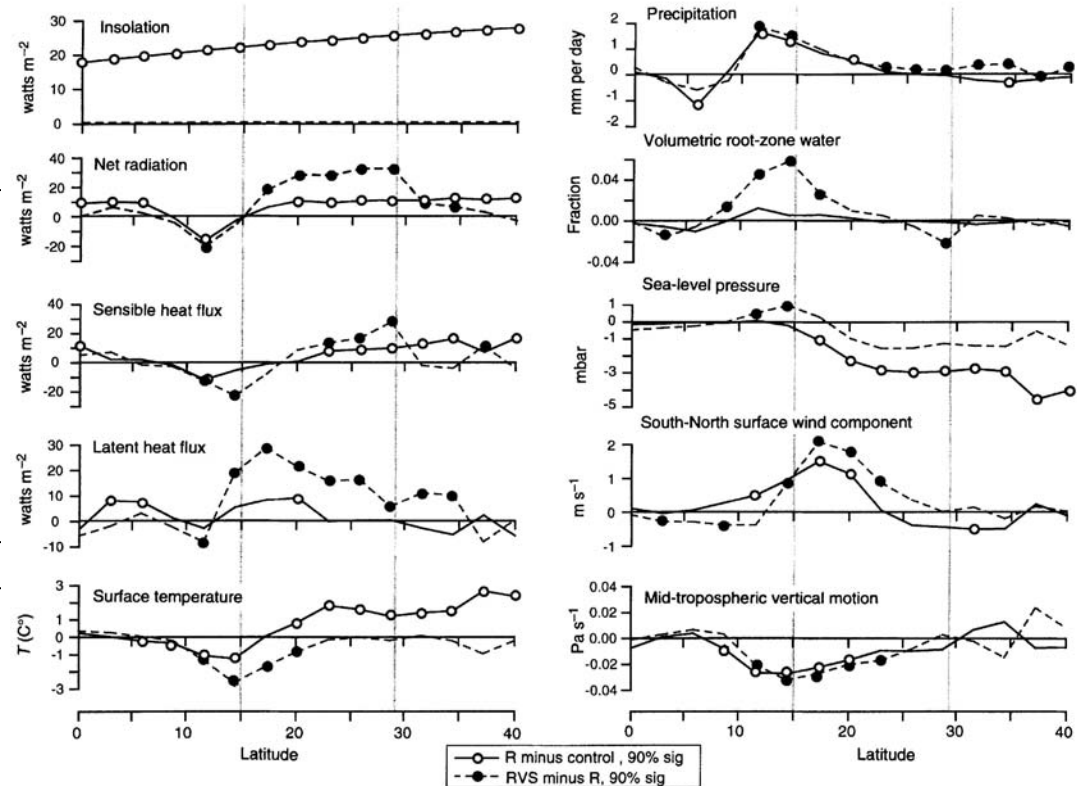 Insolation
30
20
10
0
watts m⁻²
Net radiation
40
20
0
-20
watts m⁻²
Sensible heat flux
40
20
0
-20
watts m⁻²
Latent heat flux
30
20
10
0
-10
watts m⁻²
Surface temperature
3
1
0
-1
-3
T (C°)
0
10
20
30
40
Latitude
Precipitation
2
1
0
-1
-2
mm per day
Volumetric root-zone water
0.04
0.00
-0.04
Fraction
Sea-level pressure
1
0
-1
-3
-5
mbar
South-North surface wind component
2
1
0
-1
m s⁻¹
Mid-tropospheric vertical motion
0.04
0.02
0.00
-0.02
-0.04
Pa s⁻¹
0
10
20
30
40
Latitude
R minus control , 90% sig
RVS minus R, 90% sig